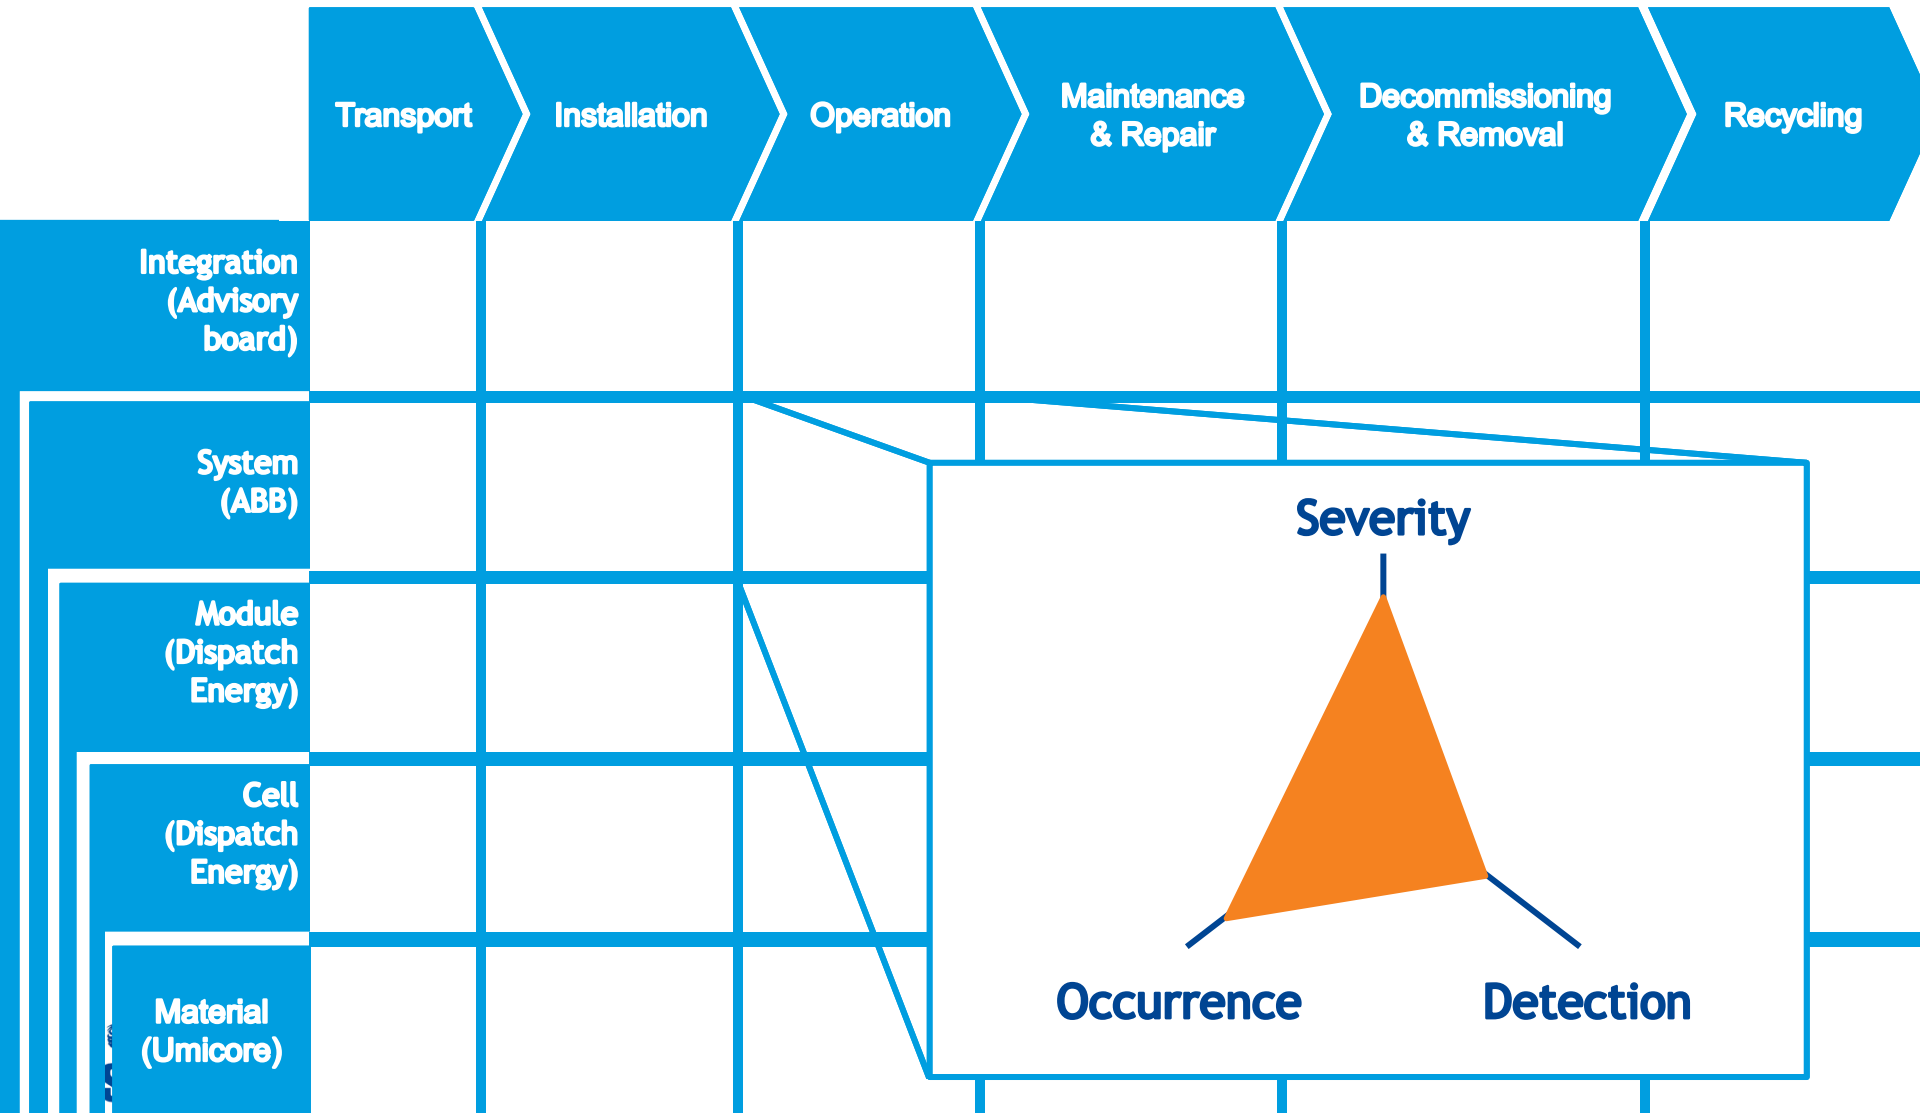 Transport
Installation
Operation
Maintenance
& Repair
Decommissioning
& Removal
Recycling
Integration
(Advisory
board)
System
(ABB)
Module
(Dispatch
Energy)
Cell
(Dispatch
Energy)
Material
(Umicore)
Severity
Occurrence
Detection